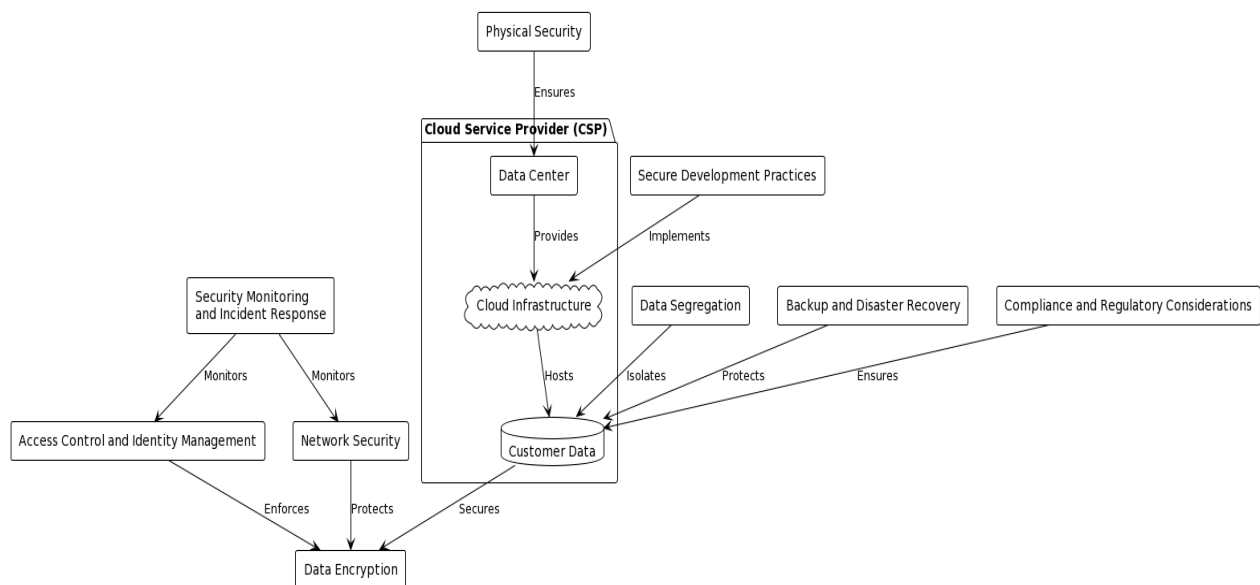 Physical Security
Ensures
Cloud Service Provider (CSP)
Data Center
Secure Development Practices
Provides
Implements
Security Monitoring
and Incident Response
Cloud Infrastructure
Data Segregation
Backup and Disaster Recovery
Compliance and Regulatory Considerations
Monitors
Monitors
Hosts
Isolates
Protects
Ensures
Access Control and Identity Management
Network Security
Customer Data
Enforces
Protects
Secures
Data Encryption